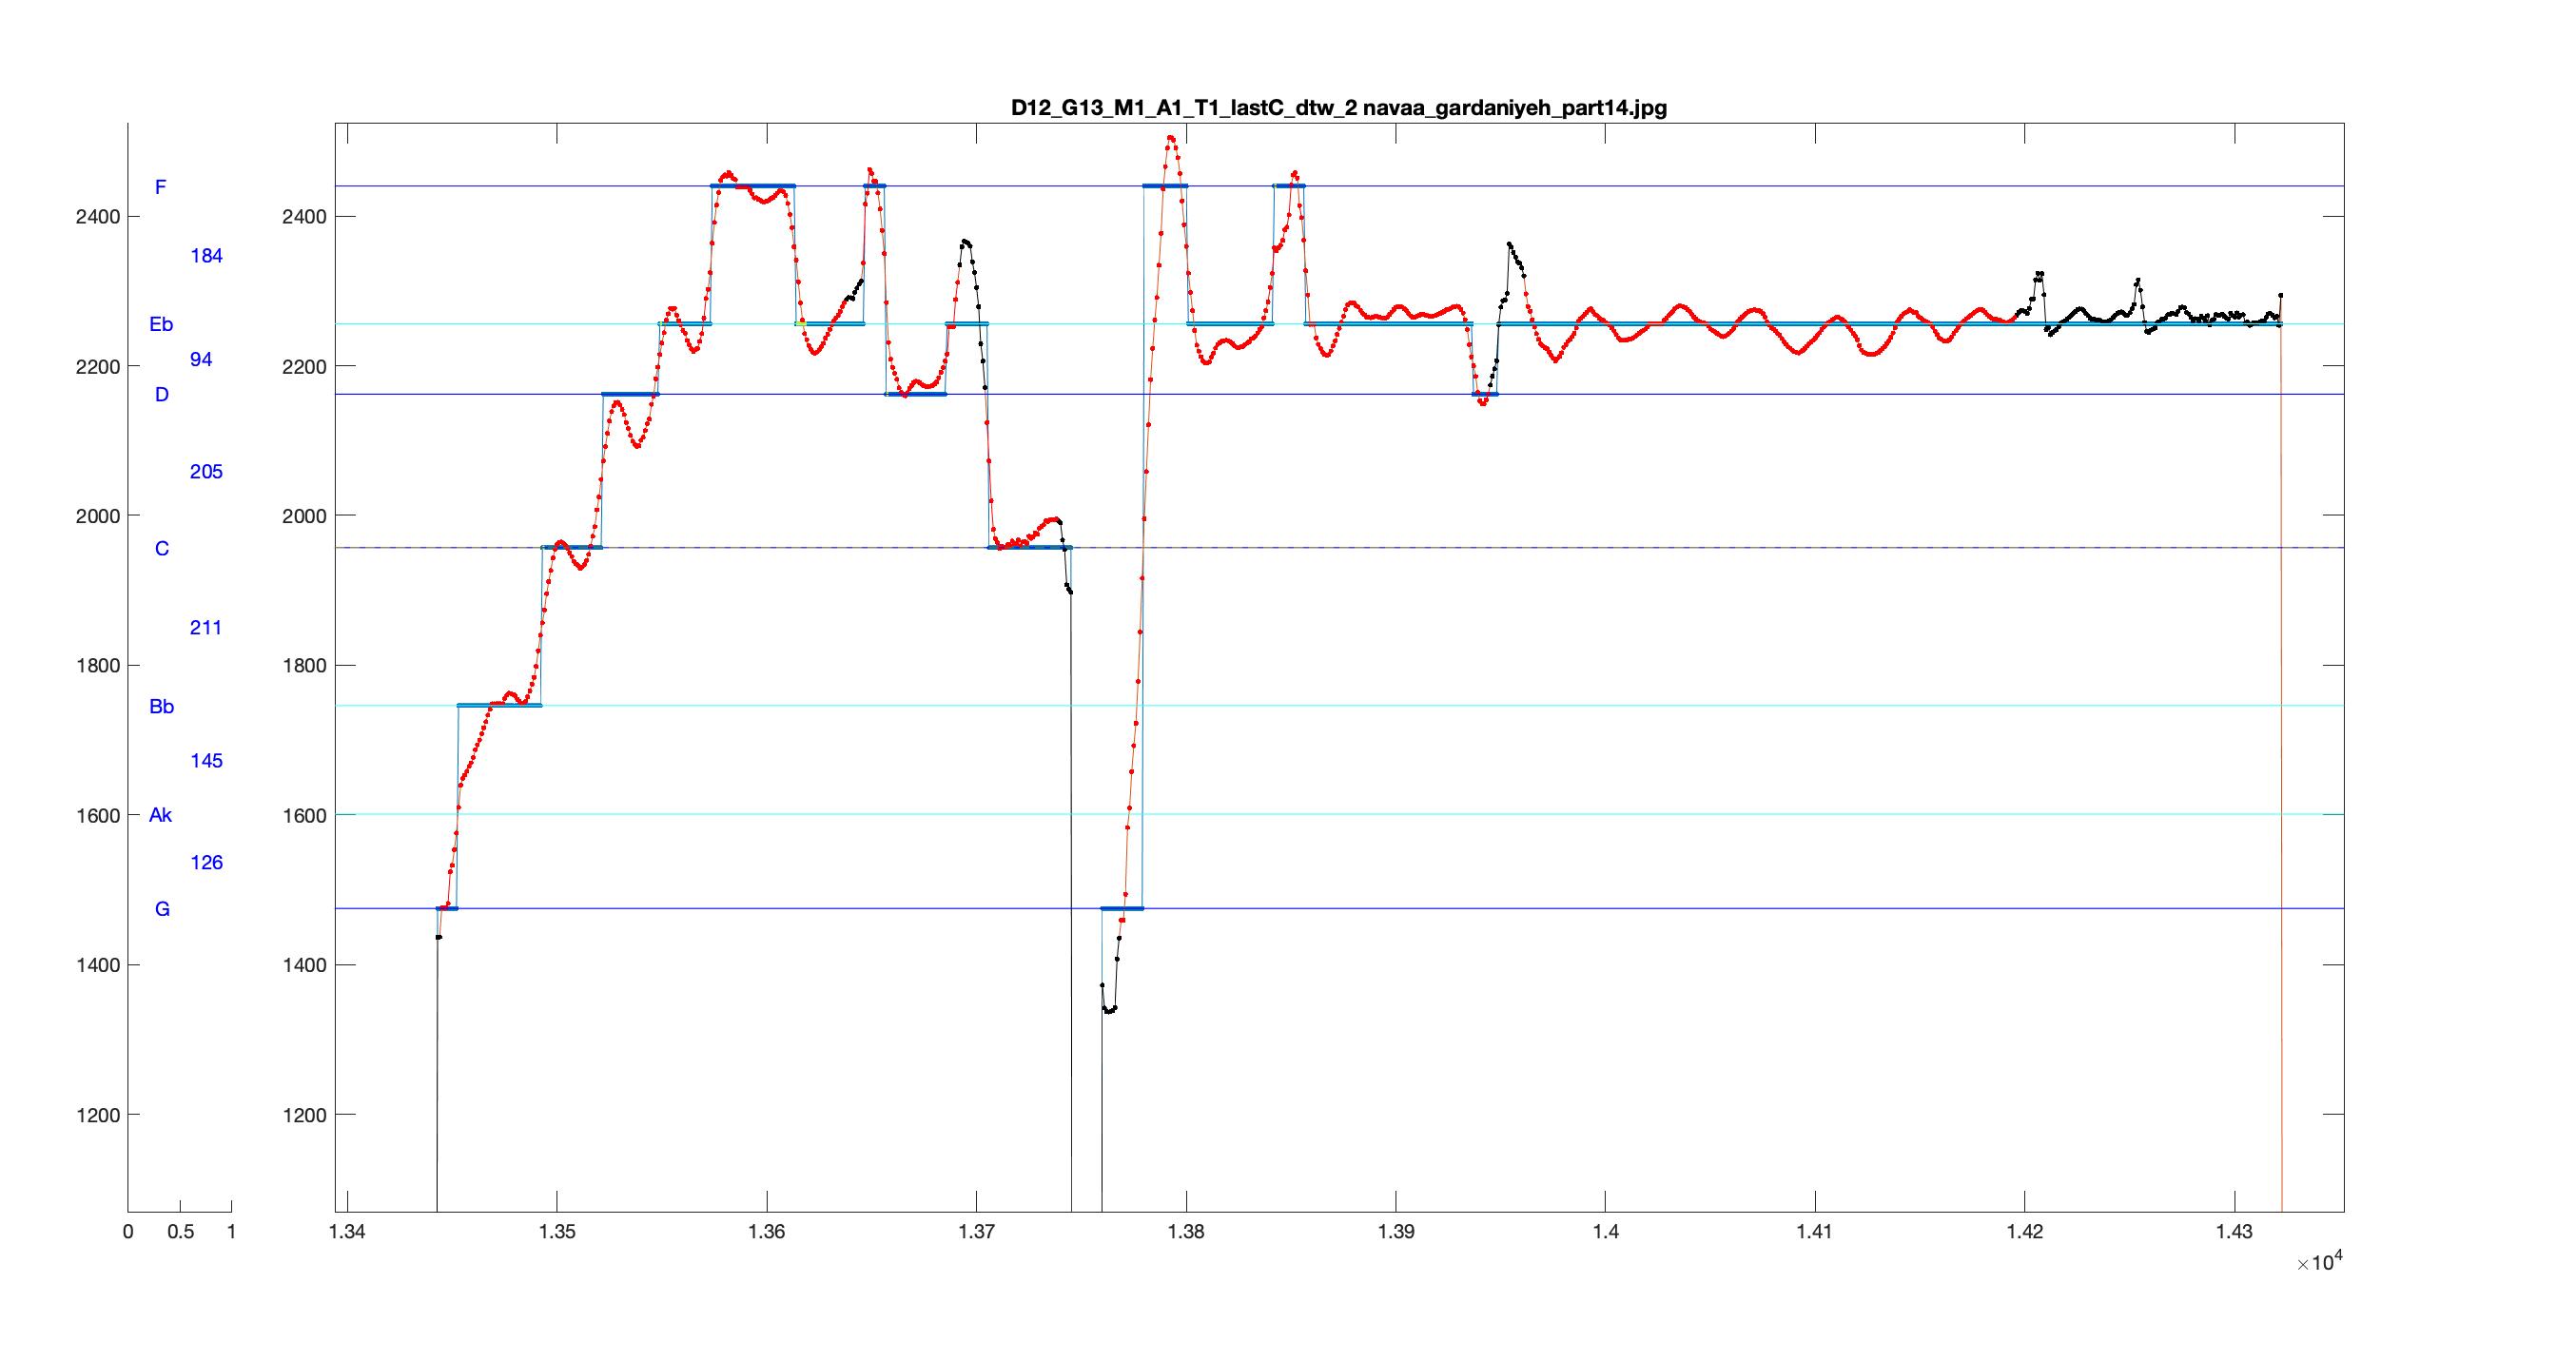 D12_G13_M1_A1_T1_lastC_dtw_2 navaa_gardaniyeh_part14.jpg
F
2400 2400
184
Eb
94
2200 2200
D
205
2000 2000
C
211
1800 1800
Bb
145
1600 Ak 1600
126
G
1400 1400
1200 1200
0 0.5 1 1.34 1.35 1.36 1.37 1.38 1.39 1.4 1.41 1.42 1.43
×10⁴